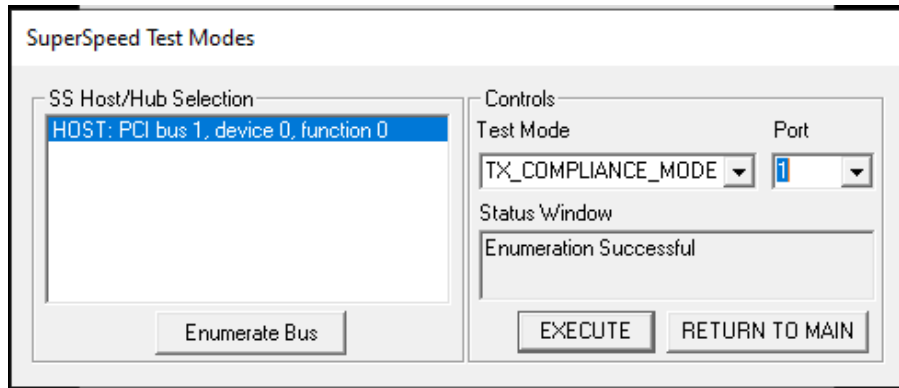 SuperSpeed Test Modes
SS Host/Hub Selection
HOST: PCI bus 1, device 0, function 0
Enumerate Bus
Controls
Test Mode
Port
TX_COMPLIANCE_MODE
1
Status Window
Enumeration Successful
EXECUTE
RETURN TO MAIN